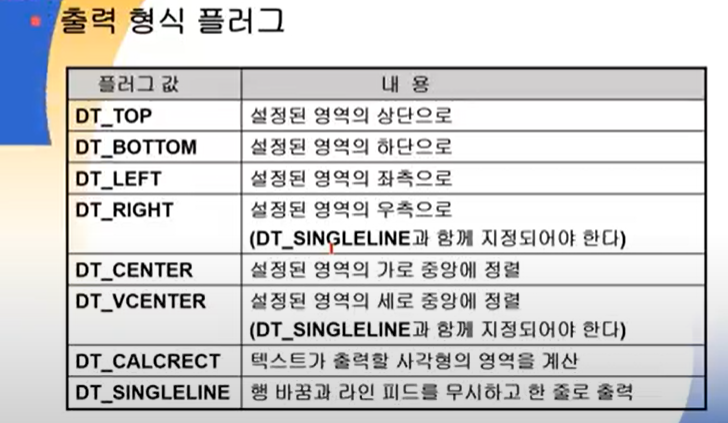 출력 형식 플러그
플러그 값 내 용
DT_TOP 설정된 영역의 상단으로
DT_BOTTOM 설정된 영역의 하단으로
DT_LEFT 설정된 영역의 좌측으로
DT_RIGHT 설정된 영역의 우측으로
(DT_SINGLELINE과 함께 지정되어야 한다)
DT_CENTER 설정된 영역의 가로 중앙에 정렬
DT_VCENTER 설정된 영역의 세로 중앙에 정렬
(DT_SINGLELINE과 함께 지정되어야 한다)
DT_CALCRECT 텍스트가 출력할 사각형의 영역을 계산
DT_SINGLELINE 행 바꿈과 라인 피드를 무시하고 한 줄로 출력